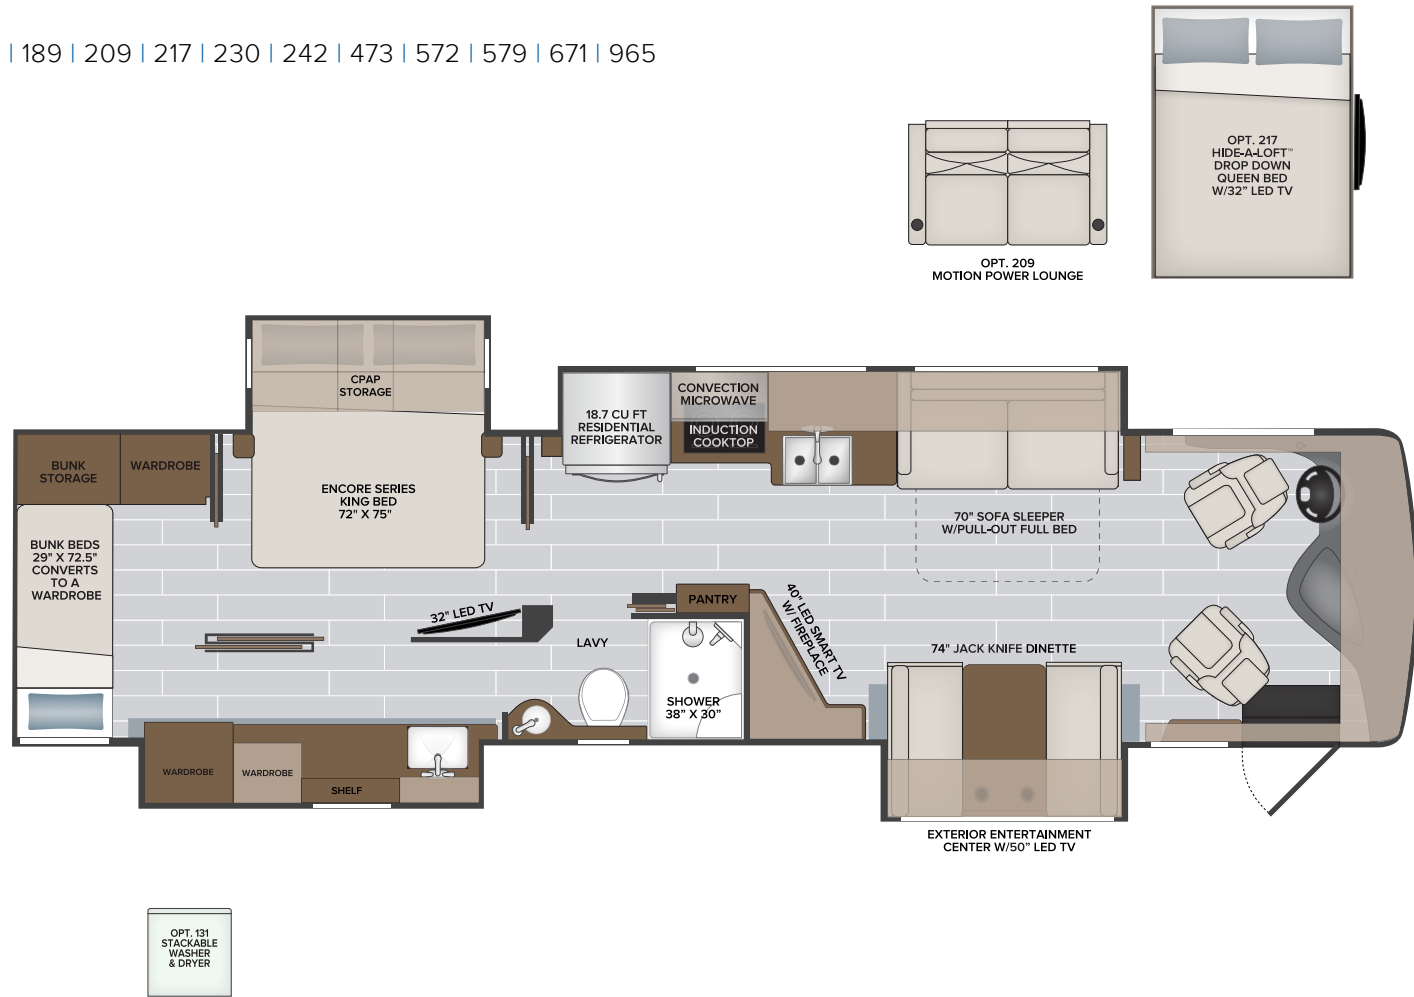 | 189 | 209 | 217 | 230 | 242 | 473 | 572 | 579 | 671 | 965
OPT. 217
HIDE-A-LOFT™
DROP DOWN
QUEEN BED
W/32" LED TV
OPT. 209
MOTION POWER LOUNGE
CPAP
STORAGE
18.7 CU FT
RESIDENTIAL
REFRIGERATOR
CONVECTION
MICROWAVE
INDUCTION
COOKTOP
BUNK
STORAGE
WARDROBE
ENCORE SERIES
KING BED
72" X 75"
70" SOFA SLEEPER
W/PULL-OUT FULL BED
BUNK BEDS
29" X 72.5"
CONVERTS
TO A
WARDROBE
32" LED TV
PANTRY
40" LED SMART TV
W/ FIREPLACE
LAVY
74" JACK KNIFE DINETTE
SHOWER
38" X 30"
WARDROBE
WARDROBE
SHELF
EXTERIOR ENTERTAINMENT
CENTER W/50" LED TV
OPT. 131
STACKABLE
WASHER
& DRYER